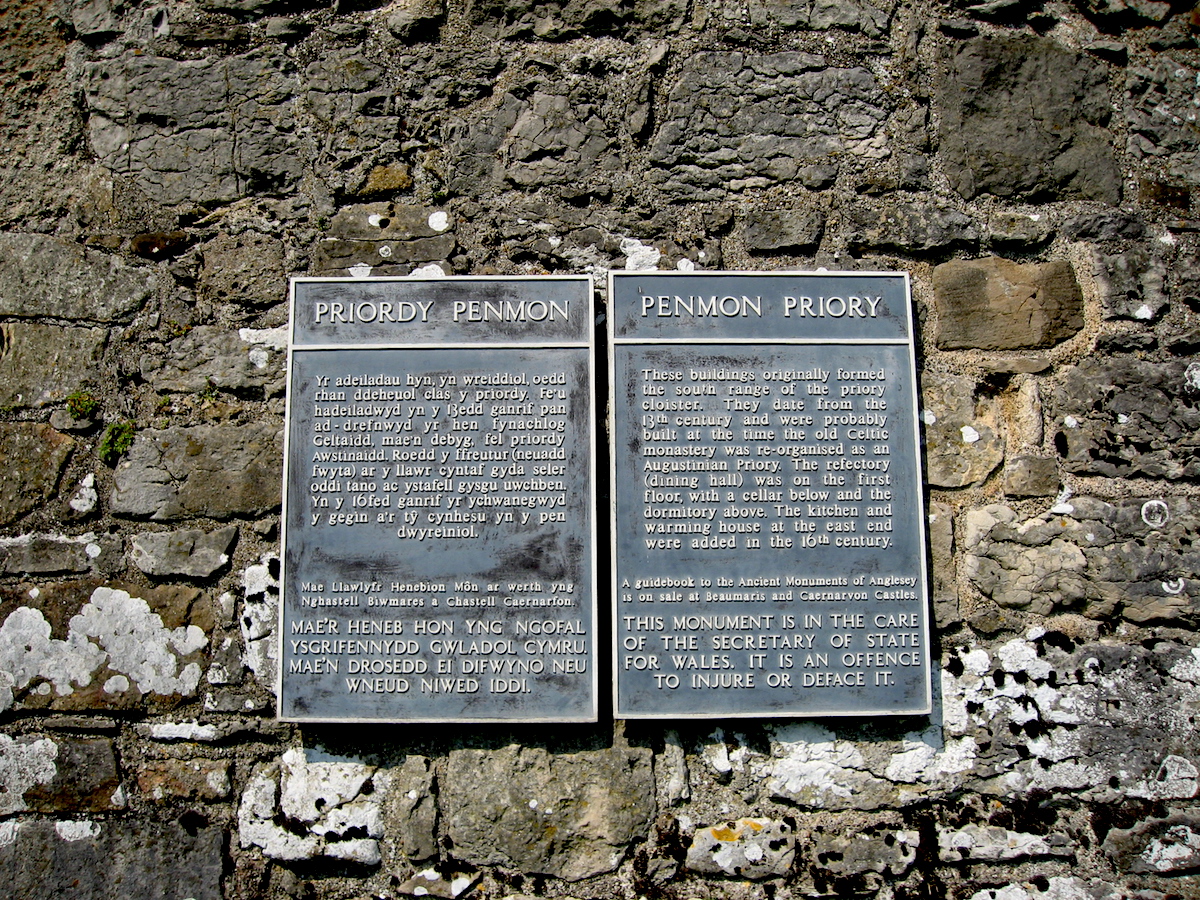 PRIORDY PENMON
Yr adeiladau hyn, yn wreiddiol, oedd
rhan ddeheuol clas y priordy. Fe'u
hadeiladwyd yn y 13edd ganrif pan
ad-drefnwyd yr hen fynachlog
Geltaidd, mae'n debyg, fel priordy
Awstinaidd. Roedd y ffreutur (neuadd
fwyta) ar y llawr cyntaf gyda seler
oddi tano ac ystafell gysgu uwchben.
Yn y 16fed ganrif yr ychwanegwyd
y gegin a'r tŷ cynhesu yn y pen
dwyreiniol.
Mae Llawlyfr Henebion Môn ar werth yng
Nghastell Biwmares a Chastell Caernarfon.
MAE'R HENEB HON YNG NGOFAL
YSGRIFENNYDD GWLADOL CYMRU.
MAE'N DROSEDD EI DIFWYNO NEU
WNEUD NIWED IDDI.
PENMON PRIORY
These buildings originally formed
the south range of the priory
cloister. They date from the
13th century and were probably
built at the time the old Celtic
monastery was re-organised as an
Augustinian Priory. The refectory
(dining hall) was on the first
floor, with a cellar below and the
dormitory above. The kitchen and
warming house at the east end
were added in the 16th century.
A guidebook to the Ancient Monuments of Anglesey
is on sale at Beaumaris and Caernarvon Castles.
THIS MONUMENT IS IN THE CARE
OF THE SECRETARY OF STATE
FOR WALES. IT IS AN OFFENCE
TO INJURE OR DEFACE IT.